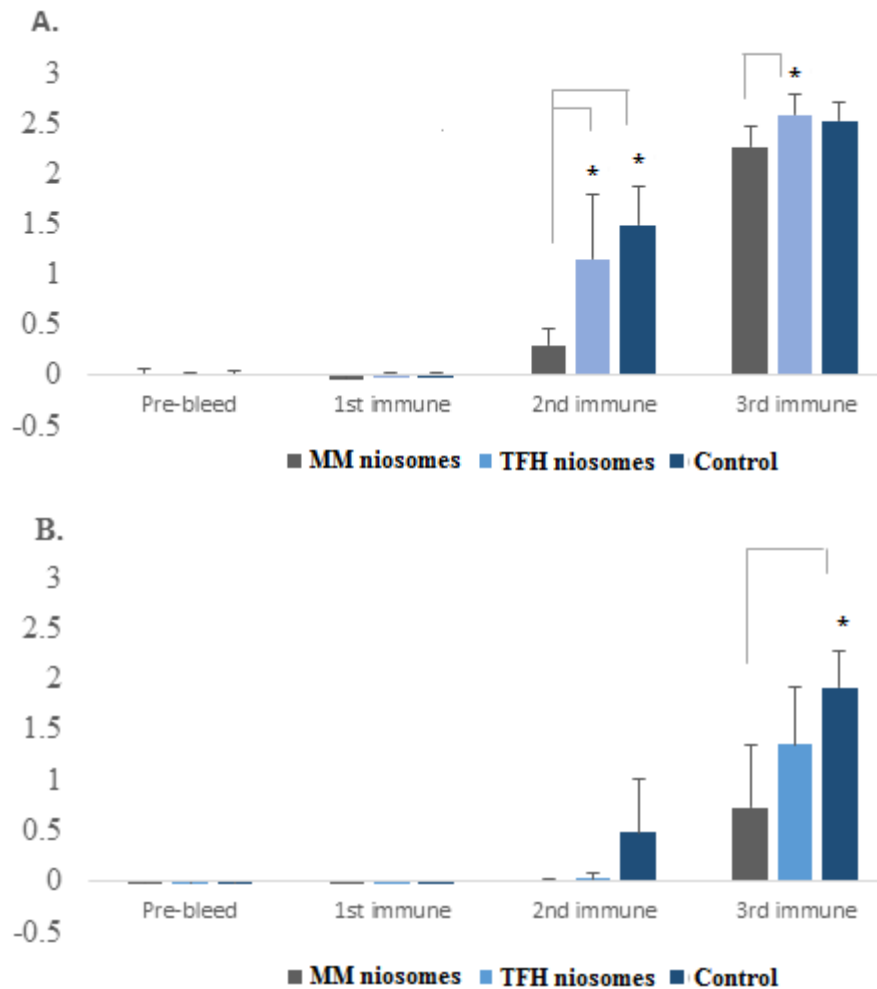 A.
3
2.5
2
1.5
1
0.5
0
-0.5
* * *
Pre-bleed 1st immune 2nd immune 3rd immune
MM niosomes TFH niosomes Control
B.
3
2.5
2
1.5
1
0.5
0
-0.5
*
Pre-bleed 1st immune 2nd immune 3rd immune
MM niosomes TFH niosomes Control